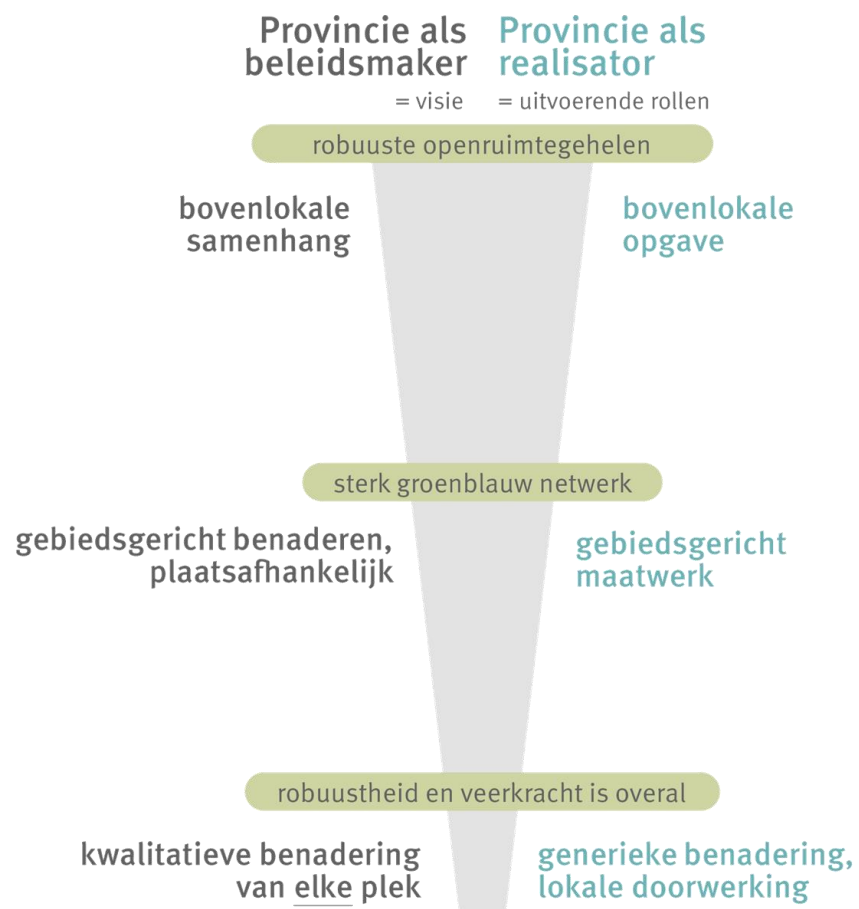 Provincie als
beleidsmaker
= visie
Provincie als
realisator
= uitvoerende rollen
robuuste openruimtegehelen
bovenlokale
samenhang
bovenlokale
opgave
sterk groenblauw netwerk
gebiedsgericht benaderen,
plaatsafhankelijk
gebiedsgericht
maatwerk
robuustheid en veerkracht is overal
kwalitatieve benadering
van elke plek
generieke benadering,
lokale doorwerking